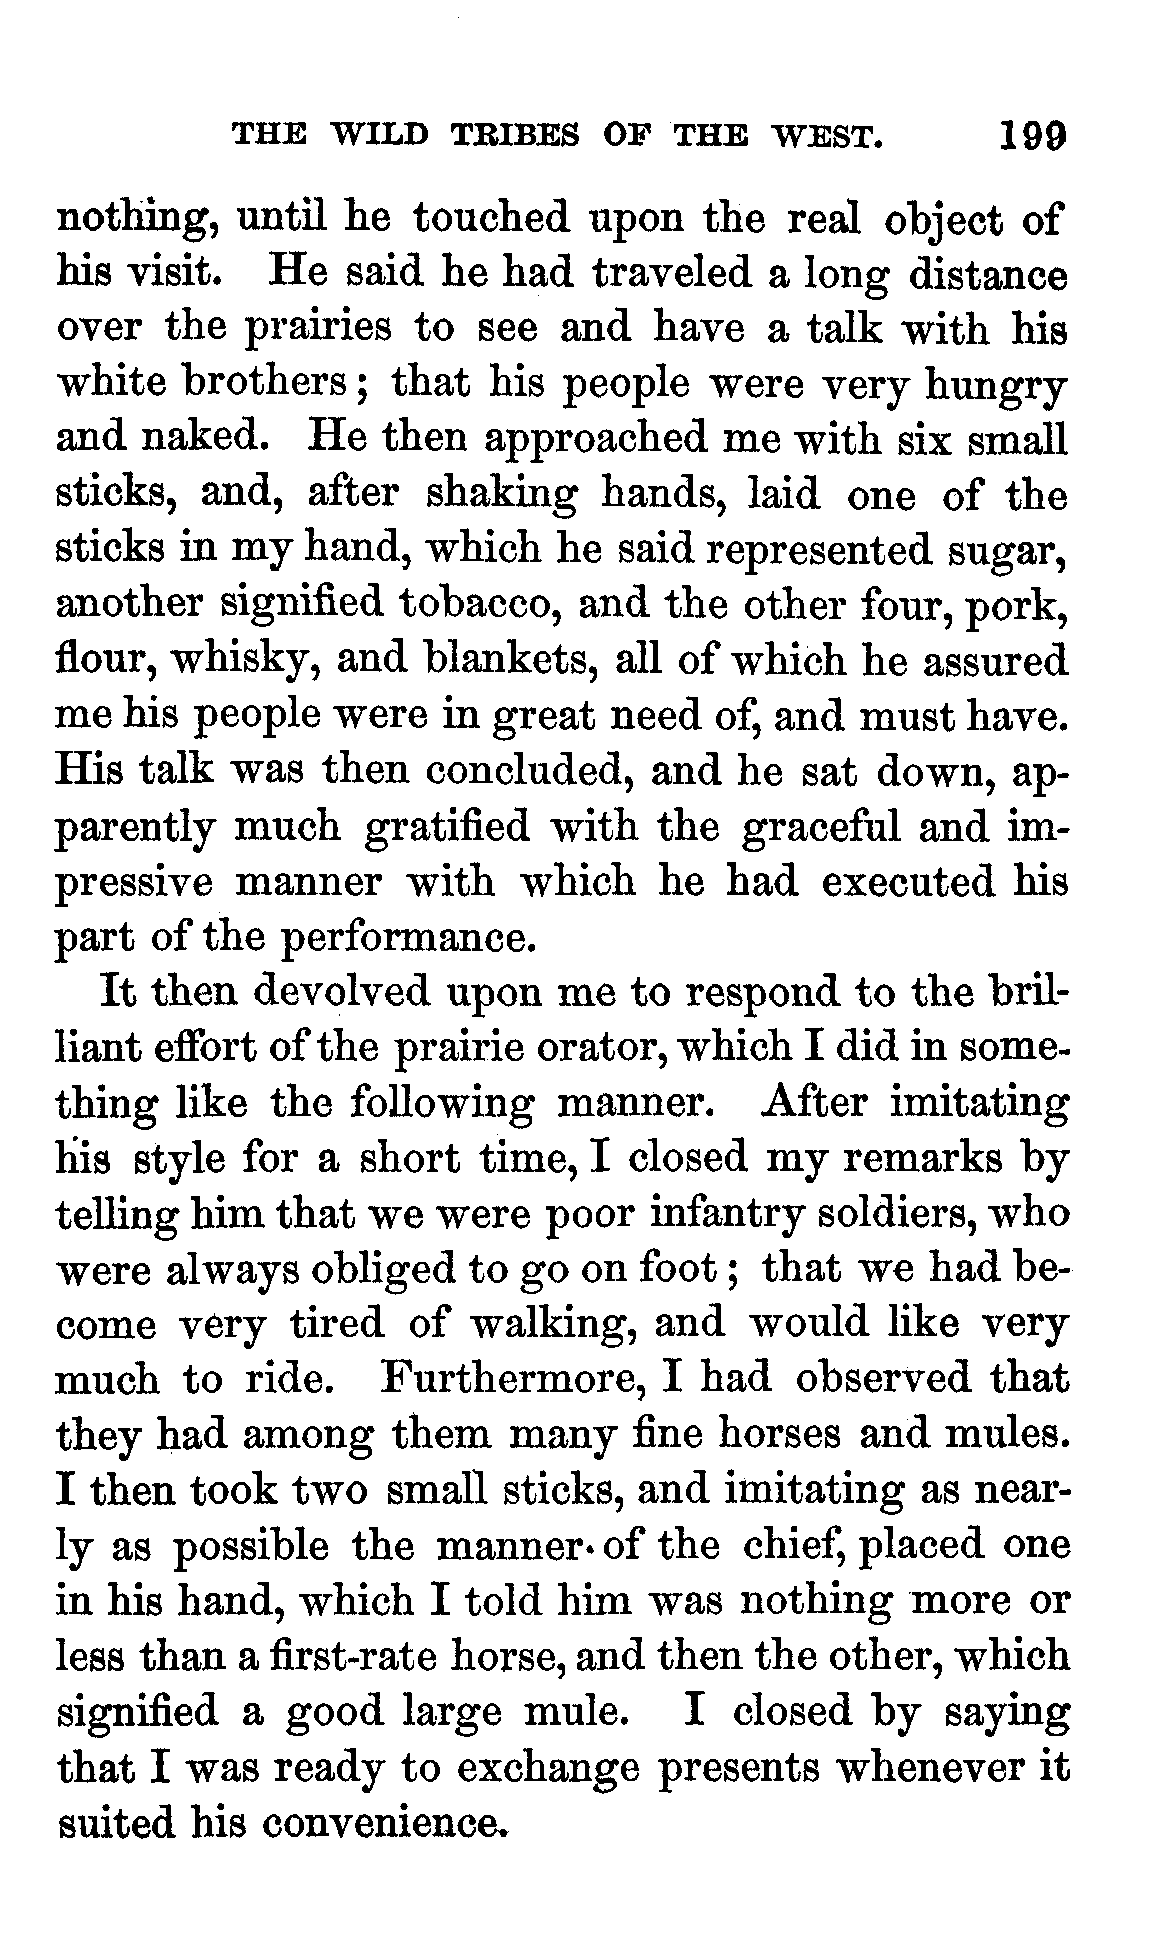 THE WILD TRIBES OF THE WEST. 199
nothing, until he touched upon the real object of
his visit. He said he had traveled a long distance
over the prairies to see and have a talk with his
white brothers; that his people were very hungry
and naked. He then approached me with six small
sticks, and, after shaking hands, laid one of the
sticks in my hand, which he said represented sugar,
another signified tobacco, and the other four, pork,
flour, whisky, and blankets, all of which he assured
me his people were in great need of, and must have.
His talk was then concluded, and he sat down, ap-
parently much gratified with the graceful and im-
pressive manner with which he had executed his
part of the performance.
It then devolved upon me to respond to the bril-
liant effort of the prairie orator, which I did in some-
thing like the following manner. After imitating
his style for a short time, I closed my remarks by
telling him that we were poor infantry soldiers, who
were always obliged to go on foot; that we had be-
come very tired of walking, and would like very
much to ride. Furthermore, I had observed that
they had among them many fine horses and mules.
I then took two small sticks, and imitating as near-
ly as possible the manner of the chief, placed one
in his hand, which I told him was nothing more or
less than a first-rate horse, and then the other, which
signified a good large mule. I closed by saying
that I was ready to exchange presents whenever it
suited his convenience.